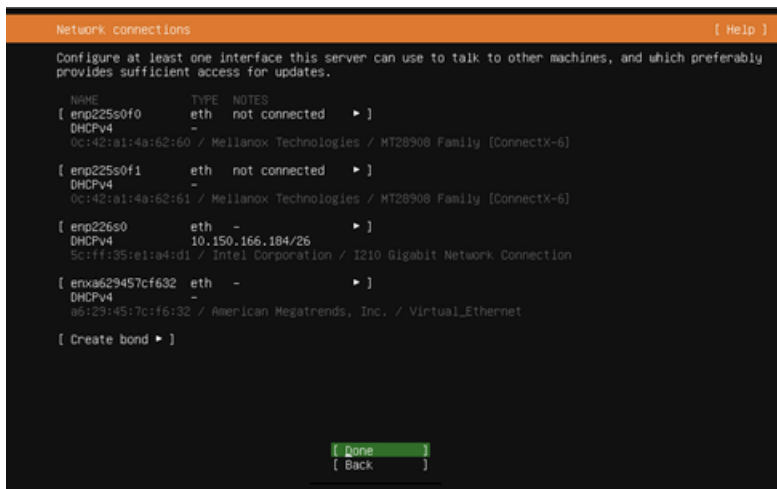 Network connections [ Help ]
Configure at least one interface this server can use to talk to other machines, and which preferably
provides sufficient access for updates.
NAME TYPE NOTES
[ enp225s0f0 eth not connected ▸ ]
DHCPv4 -
0c:42:a1:4a:62:60 / Mellanox Technologies / MT28908 Family [ConnectX-6]
[ enp225s0f1 eth not connected ▸ ]
DHCPv4 -
0c:42:a1:4a:62:61 / Mellanox Technologies / MT28908 Family [ConnectX-6]
[ enp226s0 eth - ▸ ]
DHCPv4 10.150.166.184/26
5c:ff:35:e1:a4:d1 / Intel Corporation / I210 Gigabit Network Connection
[ enxa629457cf632 eth - ▸ ]
DHCPv4 -
a6:29:45:7c:f6:32 / American Megatrends, Inc. / Virtual_Ethernet
[ Create bond ▸ ]
[ Done ]
[ Back ]